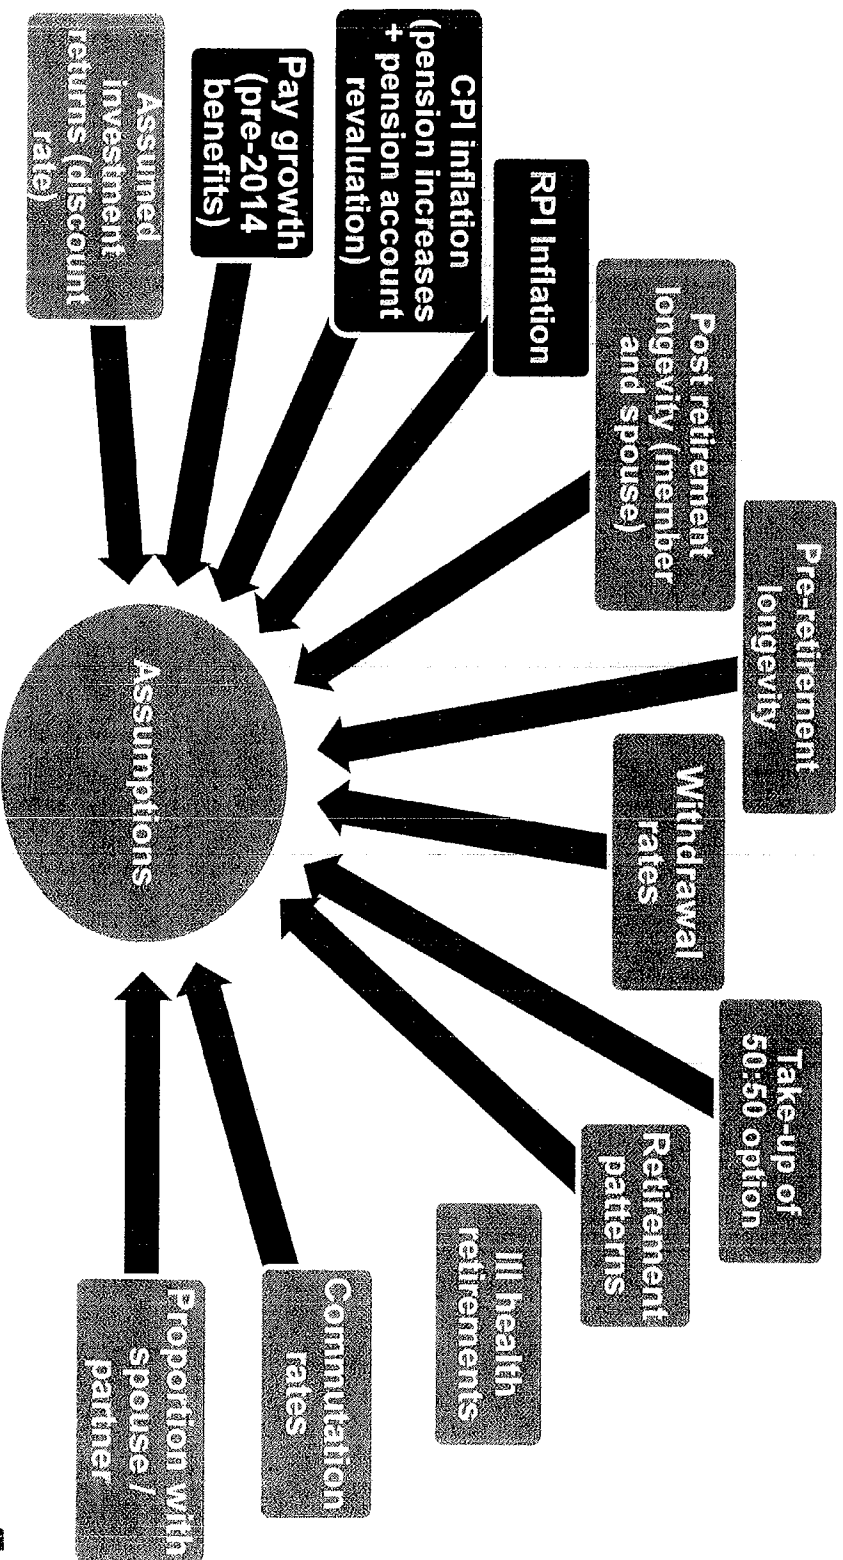 Assumed
investment
returns (discount
rate)
Pay growth
(pre-2014
benefits)
CPI inflation
(pension increases
+ pension account
revaluation)
RPI Inflation
Post retirement
longevity (member
and spouse)
Pre-retirement
longevity
Withdrawal
rates
Take-up of
50:50 option
Retirement
patterns
Ill health
retirements
Commutation
rates
Proportion with
spouse /
partner
Assumptions